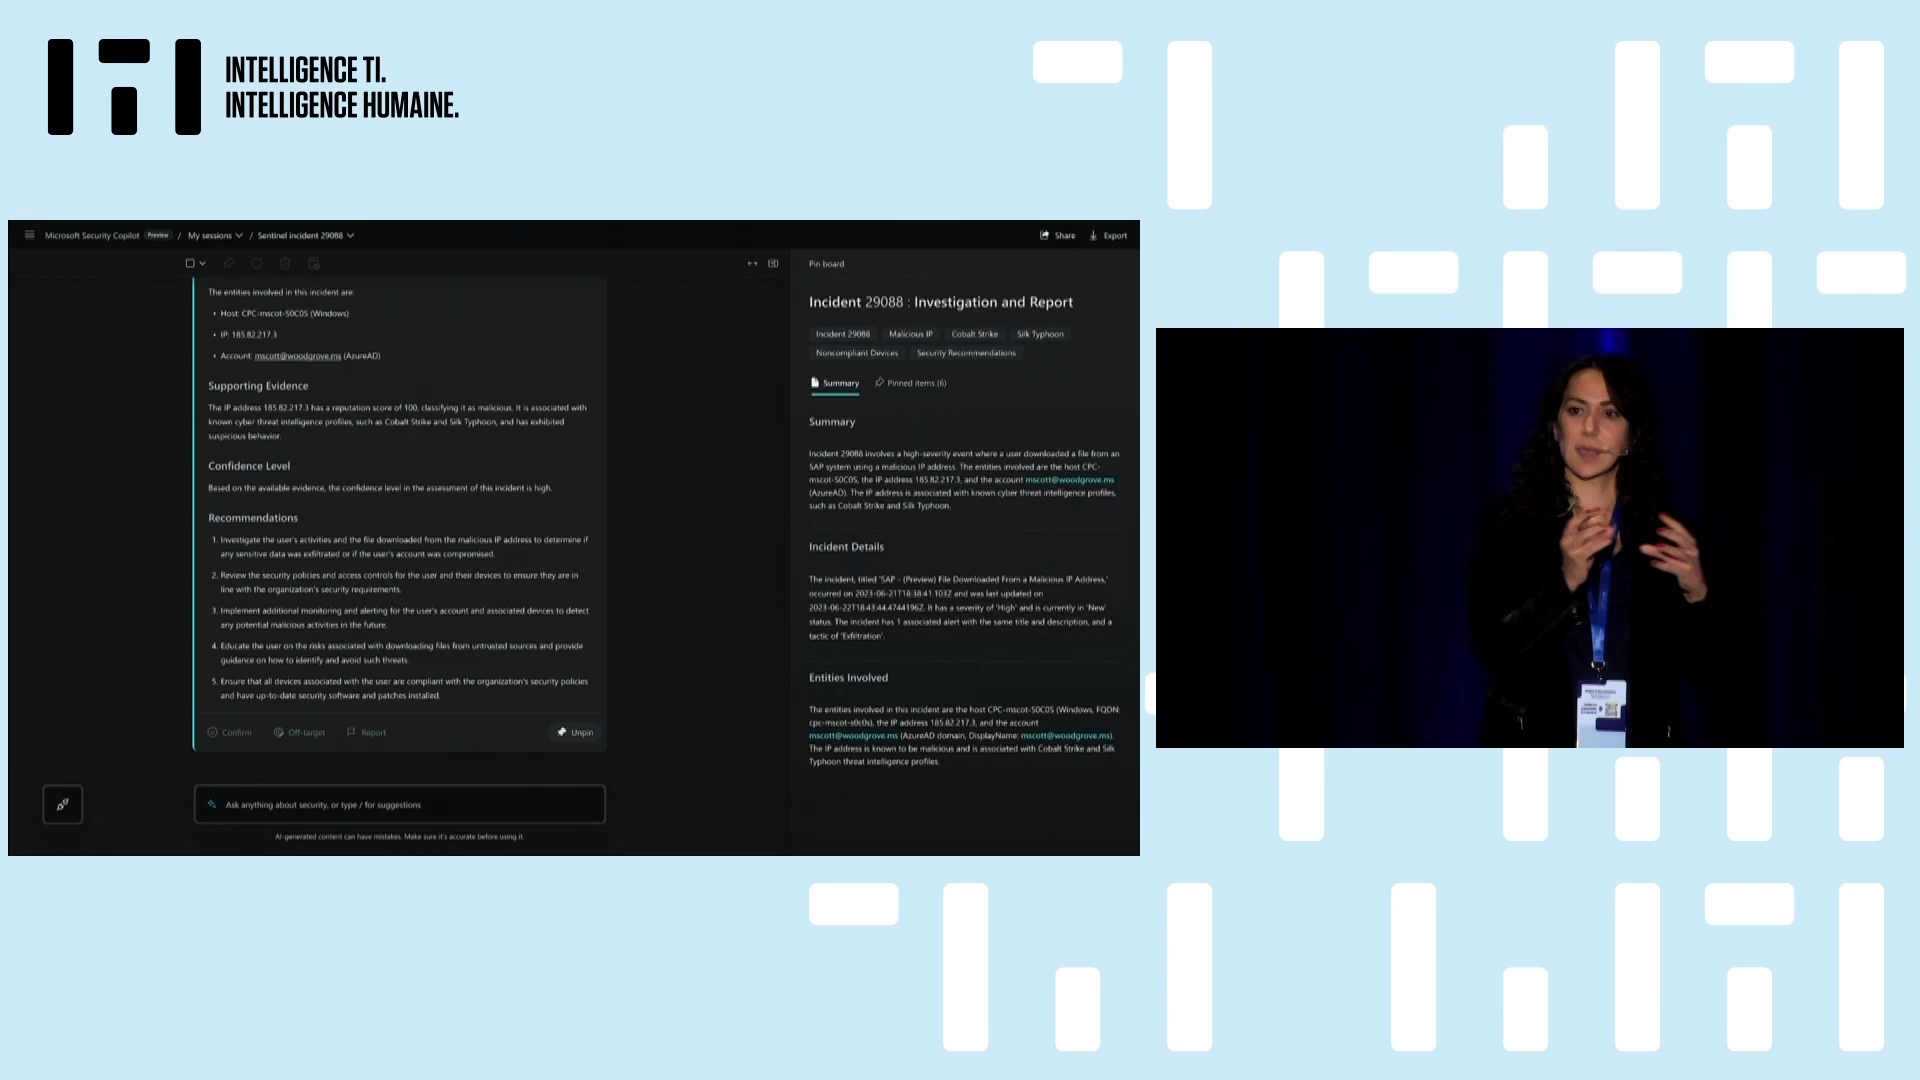 INTELLIGENCE TI.
INTELLIGENCE HUMAINE.
Microsoft Security Copilot Preview / My sessions / Sentinel incident 29088
Share Export
The entities involved in this incident are:
• Host: CPC-mscot-S0C05 (Windows)
• IP: 185.82.217.3
• Account: mscott@woodgrove.ms (AzureAD)
Supporting Evidence
The IP address 185.82.217.3 has a reputation score of 100, classifying it as malicious. It is associated with
known cyber threat intelligence profiles, such as Cobalt Strike and Silk Typhoon, and has exhibited
suspicious behavior.
Confidence Level
Based on the available evidence, the confidence level in the assessment of this incident is high.
Recommendations
1. Investigate the user's activities and the file downloaded from the malicious IP address to determine if
any sensitive data was exfiltrated or if the user's account was compromised.
2. Review the security policies and access controls for the user and their devices to ensure they are in
line with the organization's security requirements.
3. Implement additional monitoring and alerting for the user's account and associated devices to detect
any potential malicious activities in the future.
4. Educate the user on the risks associated with downloading files from untrusted sources and provide
guidance on how to identify and avoid such threats.
5. Ensure that all devices associated with the user are compliant with the organization's security policies
and have up-to-date security software and patches installed.
Confirm Off-target Report Unpin
Ask anything about security, or type / for suggestions
AI-generated content can have mistakes. Make sure it's accurate before using it.
Pin board
Incident 29088 : Investigation and Report
Incident 29088 Malicious IP Cobalt Strike Silk Typhoon
Noncompliant Devices Security Recommendations
Summary Pinned items (6)
Summary
Incident 29088 involves a high-severity event where a user downloaded a file from an
SAP system using a malicious IP address. The entities involved are the host CPC-
mscot-S0C05, the IP address 185.82.217.3, and the account mscott@woodgrove.ms
(AzureAD). The IP address is associated with known cyber threat intelligence profiles,
such as Cobalt Strike and Silk Typhoon.
Incident Details
The incident, titled 'SAP - (Preview) File Downloaded From a Malicious IP Address,'
occurred on 2023-06-21T18:38:41.103Z and was last updated on
2023-06-22T18:43:44.4744196Z. It has a severity of 'High' and is currently in 'New'
status. The incident has 1 associated alert with the same title and description, and a
tactic of 'Exfiltration'.
Entities Involved
The entities involved in this incident are the host CPC-mscot-S0C05 (Windows, FQDN:
cpc-mscot-s0c0s), the IP address 185.82.217.3, and the account
mscott@woodgrove.ms (AzureAD domain, DisplayName: mscott@woodgrove.ms).
The IP address is known to be malicious and is associated with Cobalt Strike and Silk
Typhoon threat intelligence profiles.